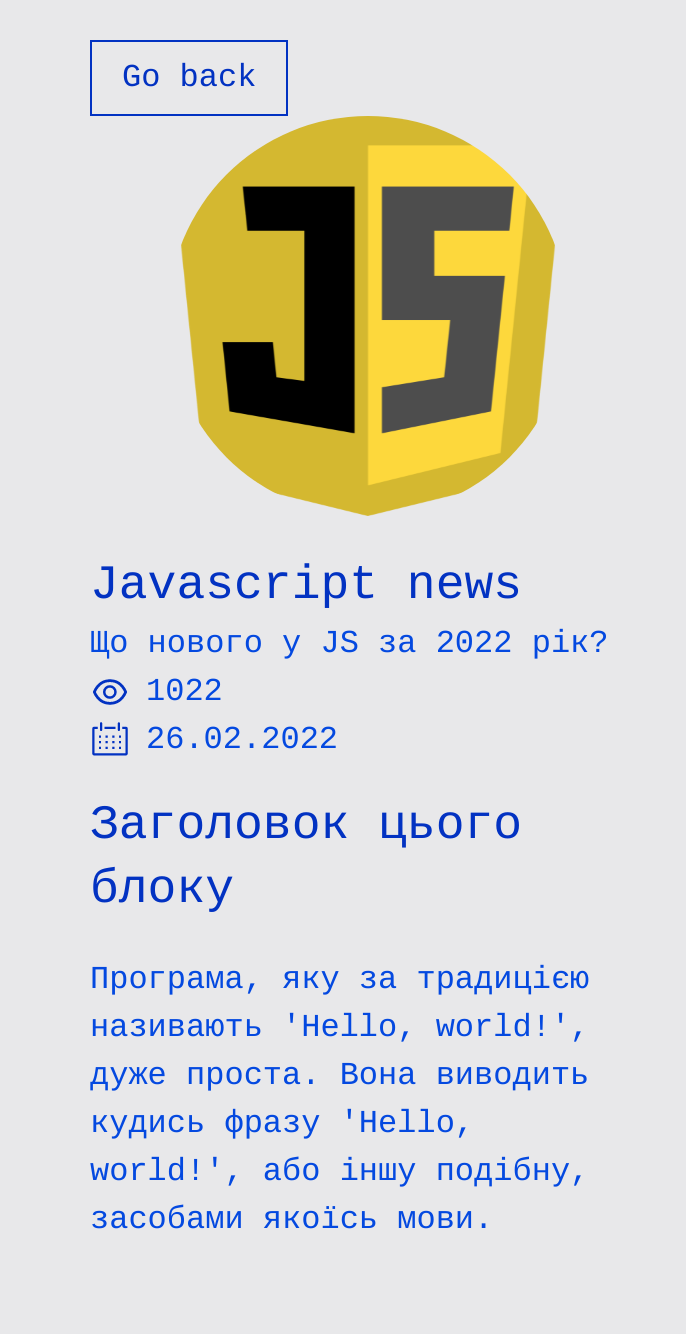 Go back
JS
Javascript news
Що нового у JS за 2022 рік?
1022
26.02.2022
Заголовок цього
блоку
Програма, яку за традицією
називають 'Hello, world!',
дуже проста. Вона виводить
кудись фразу 'Hello,
world!', або іншу подібну,
засобами якоїсь мови.